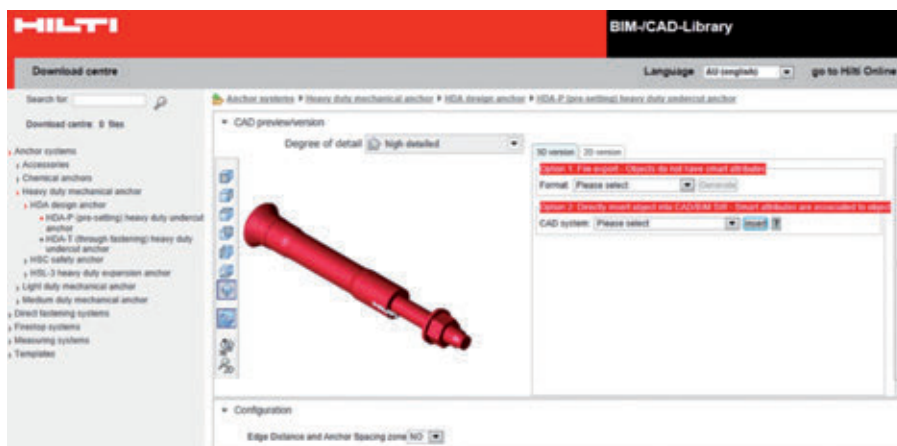 HILTI
BIM-/CAD-Library
Download centre
Language AU (english) go to Hilti Online
Search for:
Download centre: 0 files
Anchor systems > Heavy duty mechanical anchor > HDA design anchor > HDA-P (pre-setting) heavy duty undercut anchor
CAD preview/version
Degree of detail high detailed
3D version 2D version
Option 1: File export - Objects do not have smart attributes
Format: Please select Generate
Option 2: Directly insert object into CAD/BIM SW - Smart attributes are associated to object
CAD system: Please select Insert
Anchor systems
Accessories
Chemical anchors
Heavy duty mechanical anchor
HDA design anchor
HDA-P (pre-setting) heavy duty undercut
anchor
HDA-T (through fastening) heavy duty
undercut anchor
HSC safety anchor
HSL-3 heavy duty expansion anchor
Light duty mechanical anchor
Medium duty mechanical anchor
Direct fastening systems
Firestop systems
Measuring systems
Templates
2D
Configuration
Edge Distance and Anchor Spacing zone NO